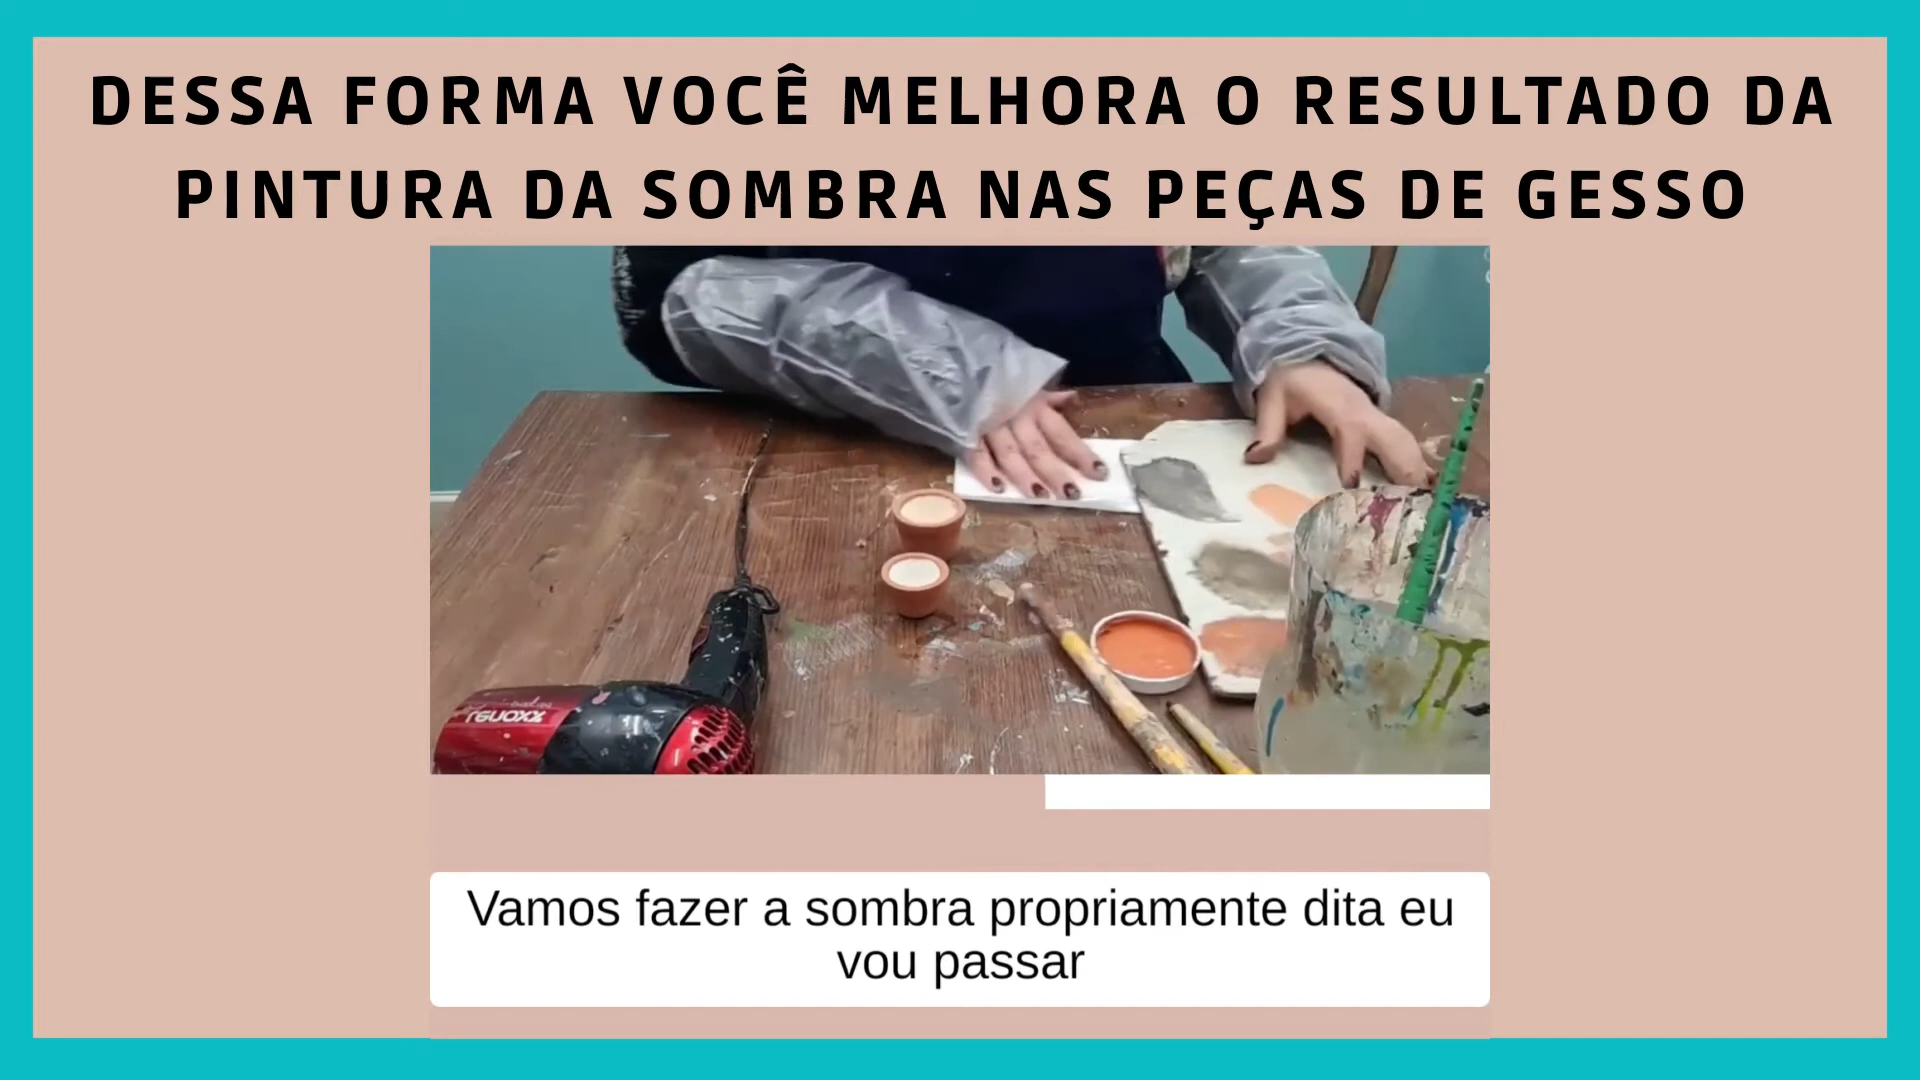 DESSA FORMA VOCÊ MELHORA O RESULTADO DA
PINTURA DA SOMBRA NAS PEÇAS DE GESSO
renoxx
Vamos fazer a sombra propriamente dita eu
vou passar